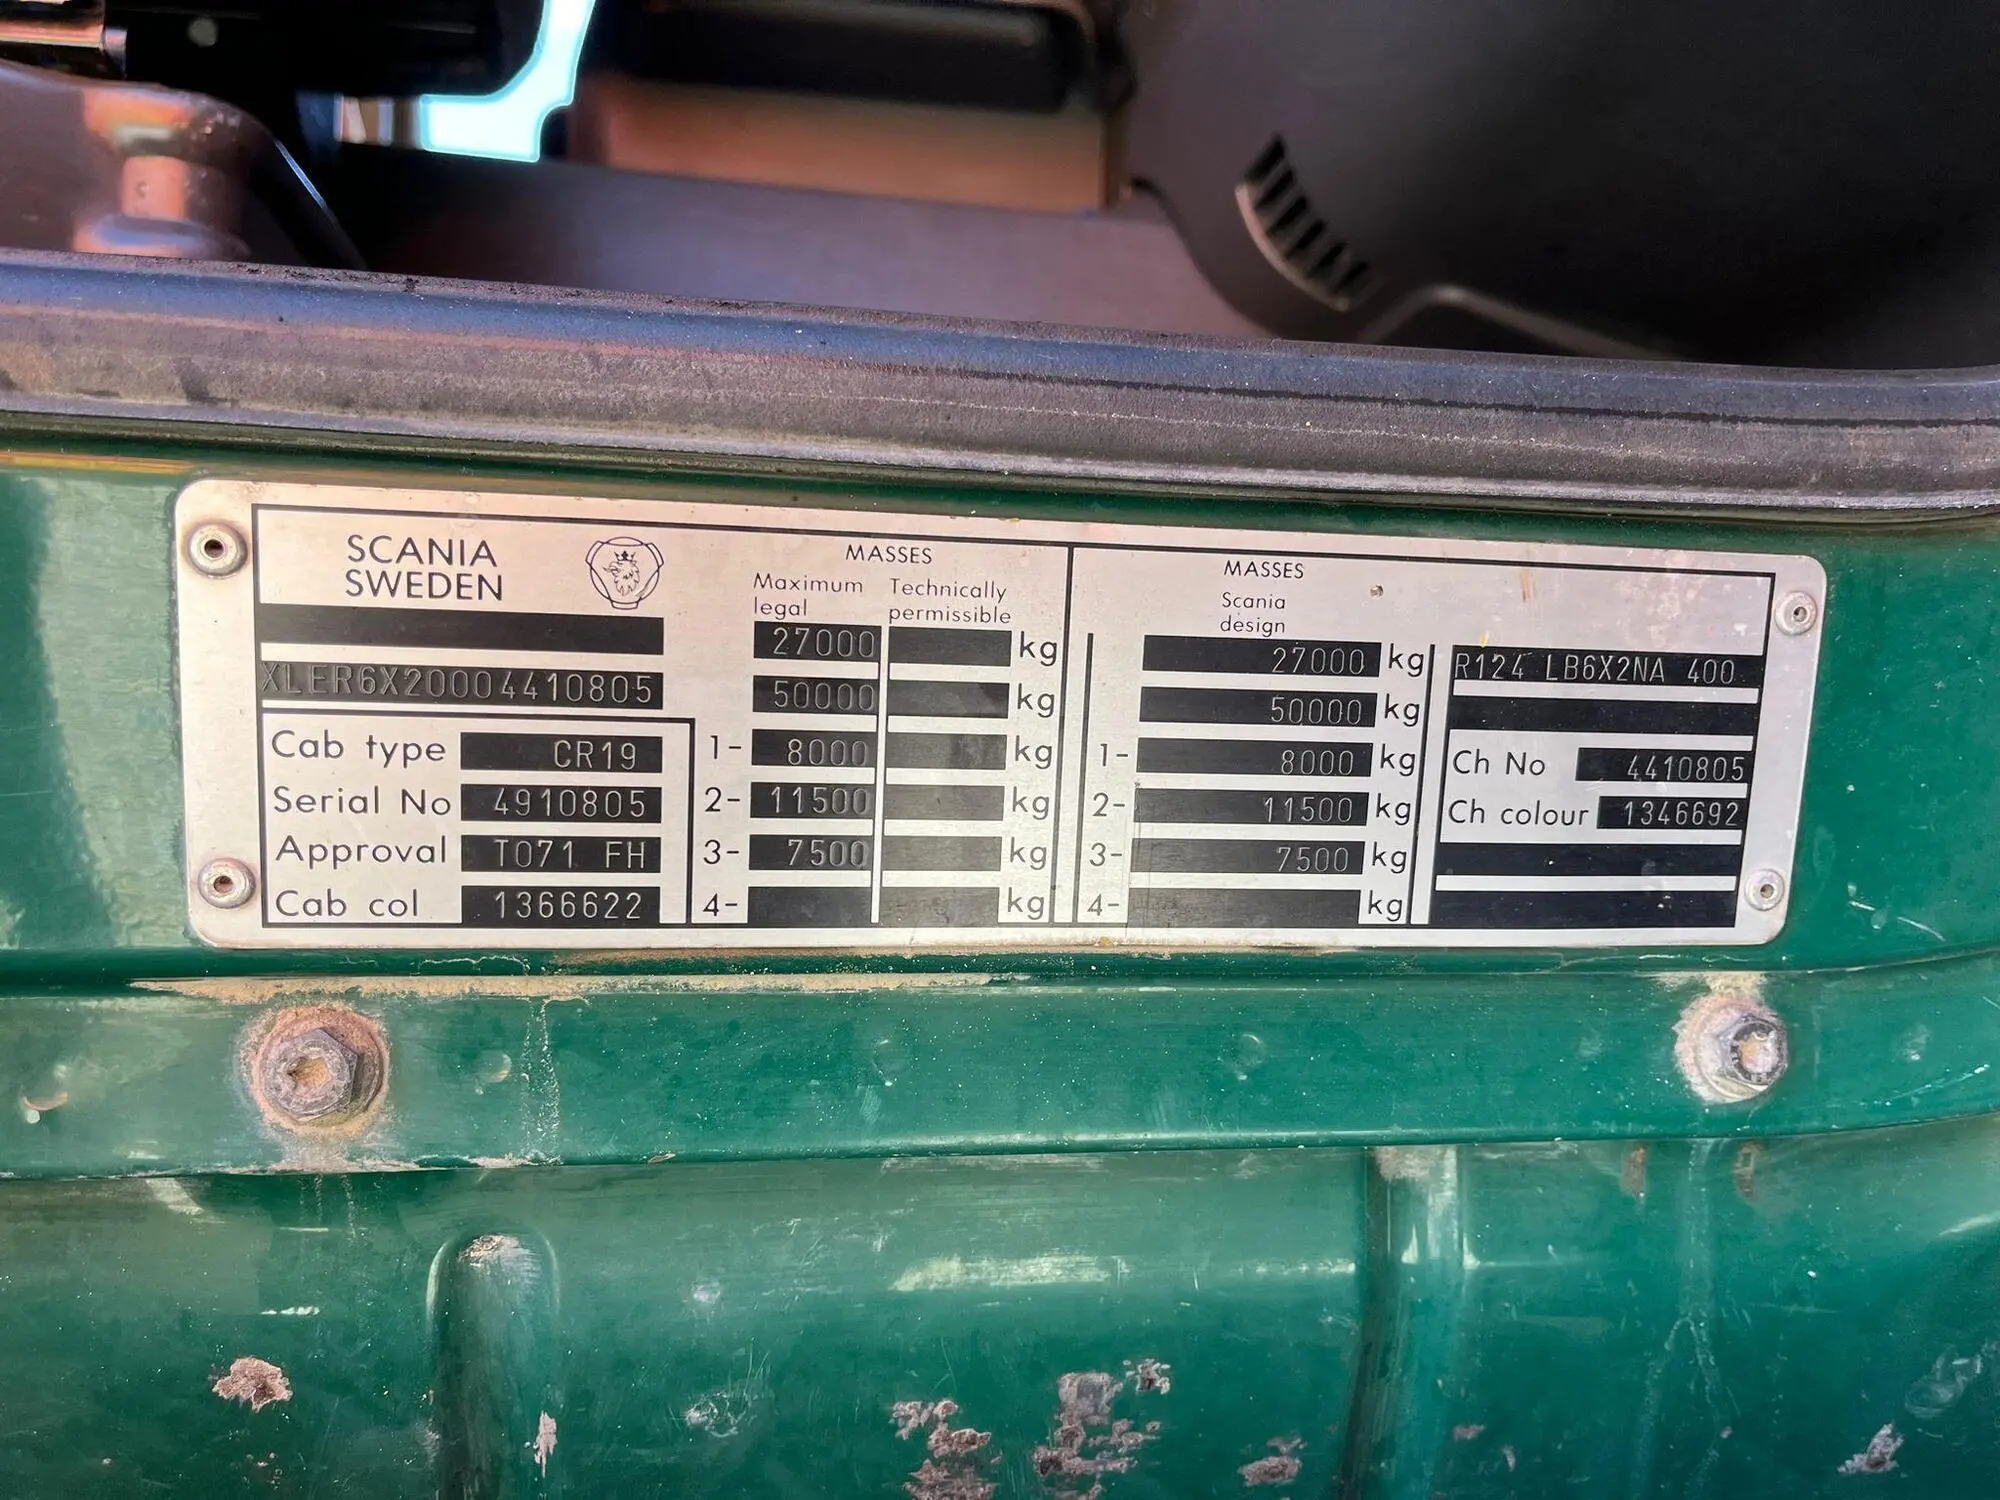 SCANIA
SWEDEN
XLER6X20004410805
Cab type CR19
Serial No 4910805
Approval T071 FH
Cab col 1366622
MASSES
Maximum legal Technically permissible
27000 kg
50000 kg
1- 8000 kg
2- 11500 kg
3- 7500 kg
4- kg
MASSES
Scania
design
27000 kg
50000 kg
1- 8000 kg
2- 11500 kg
3- 7500 kg
4- kg
R124 LB6X2NA 400
Ch No 4410805
Ch colour 1346692